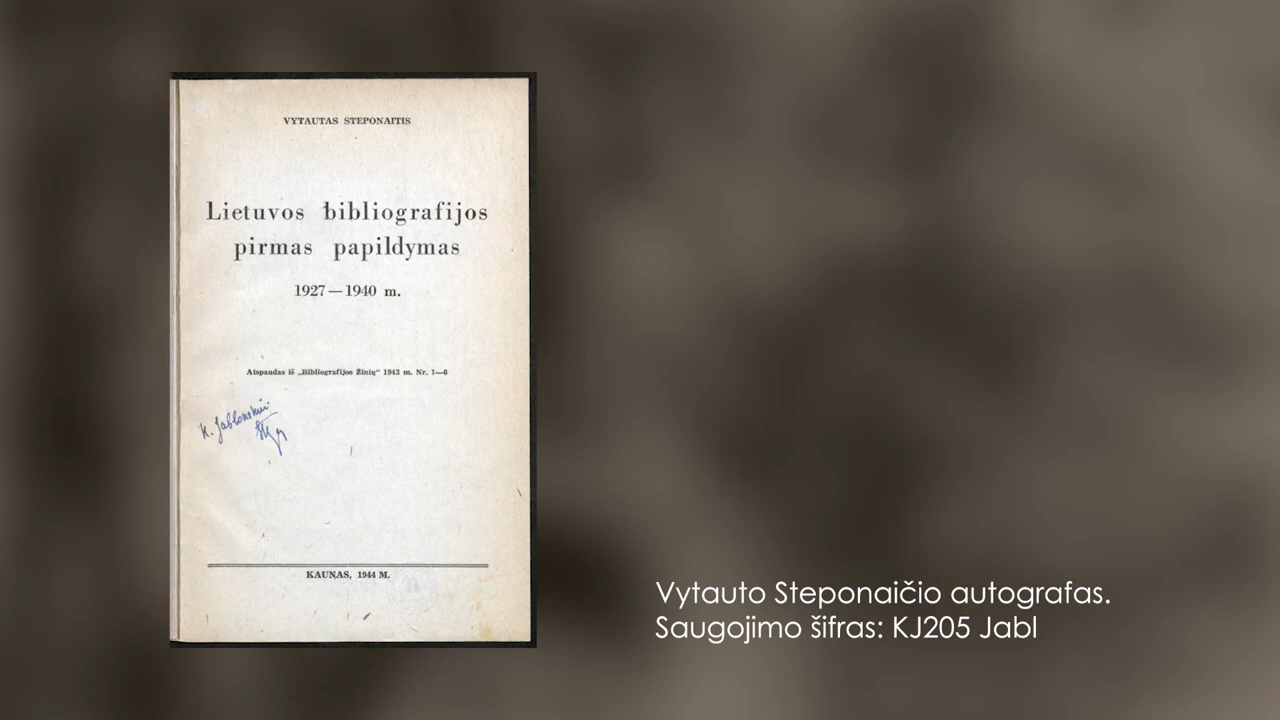 VYTAUTAS STEPONAITIS
Lietuvos bibliografijos
pirmas papildymas
1927—1940 m.
Atspaudas iš „Bibliografijos Žinių“ 1943 m. Nr. 1—6
K. Jablonskiui
KAUNAS, 1944 M.
Vytauto Steponaičio autografas.
Saugojimo šifras: KJ205 Jabl